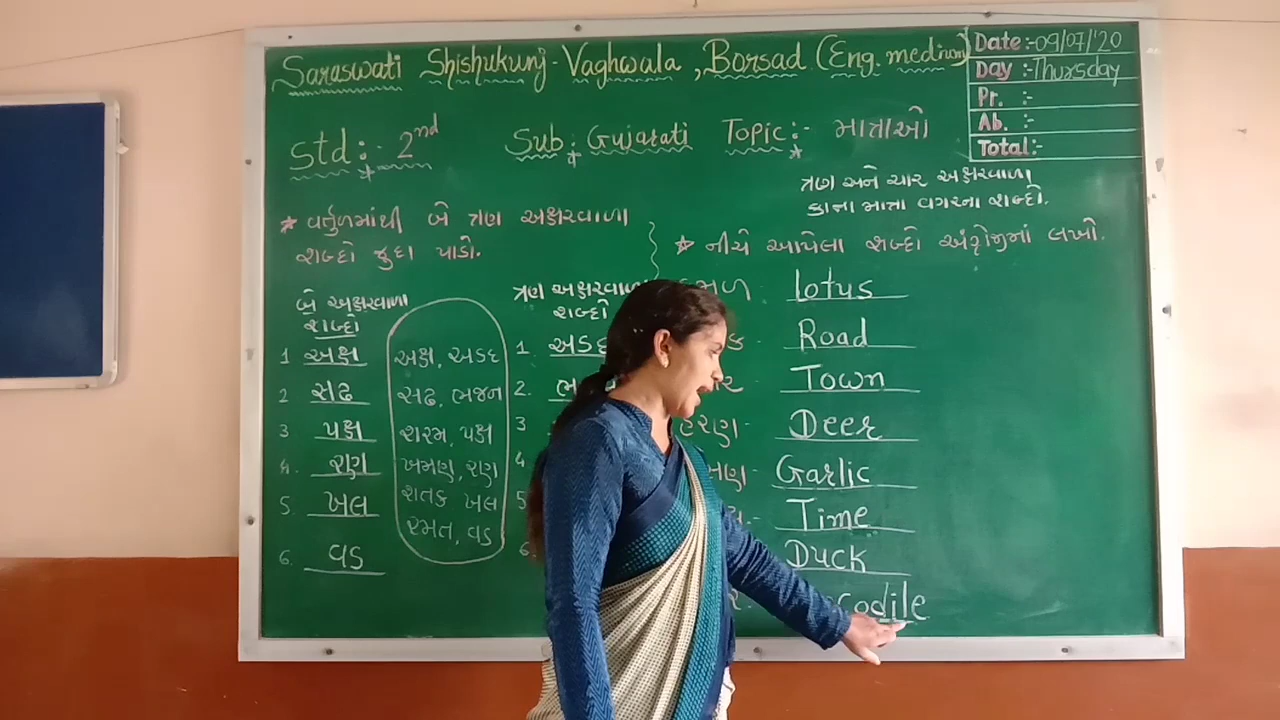 Saraswati Shishukunj-Vaghwala, Borsad (Eng. medium)
Date:-09/07/'20
Day :-Thursday
Pr. :-
Ab. :-
Total:-
Std :- 2nd Sub: Gujarati Topic:- માત્રાઓ
ત્રણ અને ચાર અક્ષરવાળા
કાના માત્રા વગરના શબ્દો.
★ વર્તુળમાંથી બે ત્રણ અક્ષરવાળા
શબ્દો જુદા પાડો.
બે અક્ષરવાળા
શબ્દો
1 અક્ષ
2 સઢ
3. પક્ષ
4. રણ
5. ખલ
6. વડ
અક્ષ, અડદ
સઢ, ભજન
શરમ, પક્ષ
ખમણ, રણ
શતક ખલ
રમત, વડ
ત્રણ અક્ષરવાળા
શબ્દો
1. અડદ
2.
3
4
5
★ નીચે આપેલા શબ્દો અંગ્રેજીમાં લખો.
lotus
Road
Town
Deer
Garlic
Time
Duck